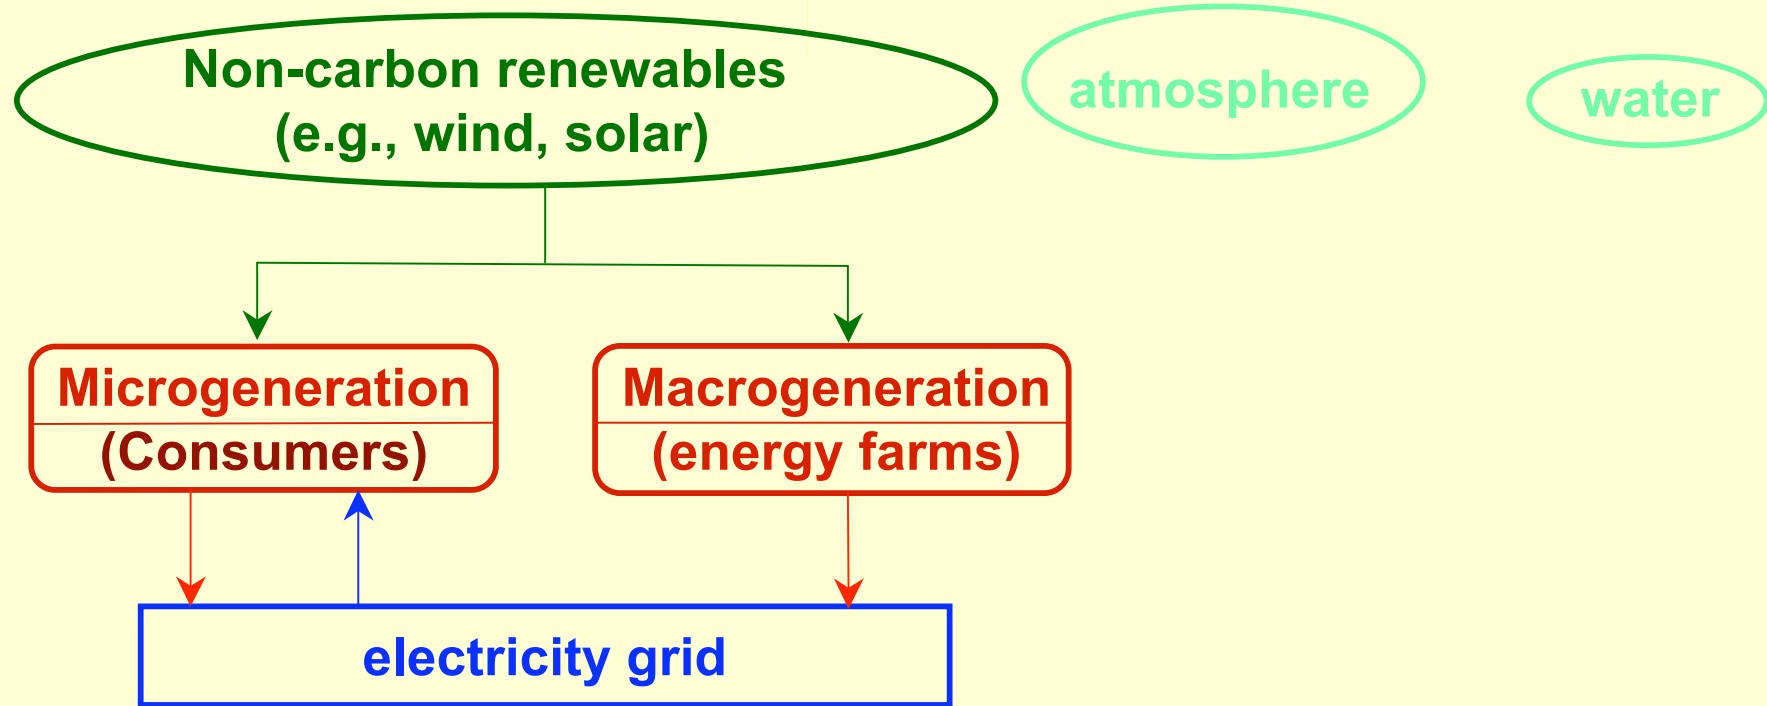 Non-carbon renewables
(e.g., wind, solar)
atmosphere
water
Microgeneration
(Consumers)
Macrogeneration
(energy farms)
electricity grid